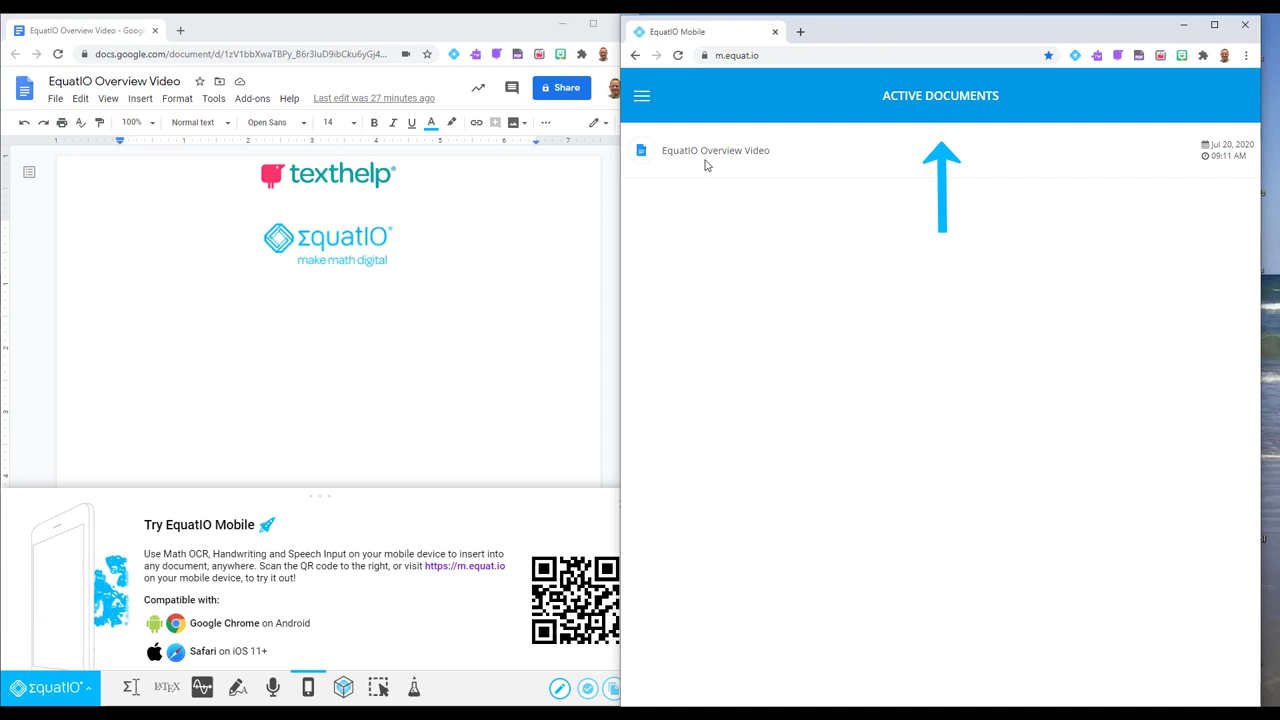 EquatIO Overview Video - Goog
docs.google.com/document/d/1zV1bbXwaTBPy_B6r3IuD9ibCku6yGj4...
EquatIO Overview Video
File Edit View Insert Format Tools Add-ons Help Last edit was 27 minutes ago
Share
100% Normal text Open Sans 14 B I U A
texthelp®
ΣquatIO®
make math digital
Try EquatIO Mobile
Use Math OCR, Handwriting and Speech Input on your mobile device to insert into
any document, anywhere. Scan the QR code to the right, or visit https://m.equat.io
on your mobile device, to try it out!
Compatible with:
Google Chrome on Android
Safari on iOS 11+
ΣquatIO® LATEX
EquatIO Mobile
m.equat.io
ACTIVE DOCUMENTS
EquatIO Overview Video
Jul 20, 2020
09:11 AM